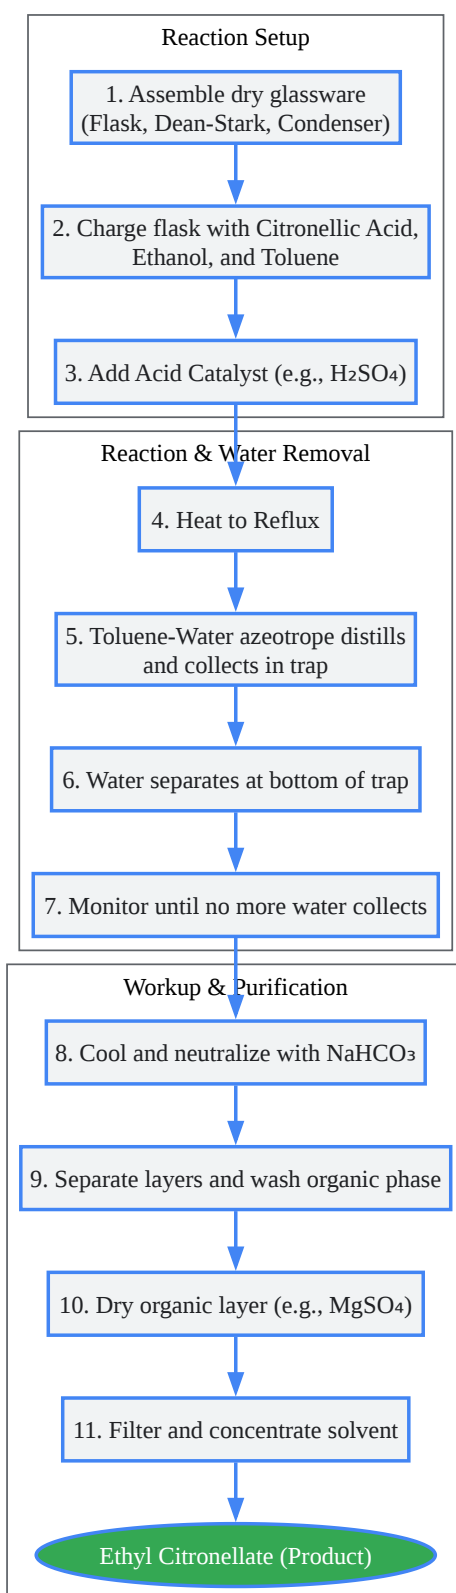 Reaction Setup
1. Assemble dry glassware
(Flask, Dean-Stark, Condenser)
2. Charge flask with Citronellic Acid,
Ethanol, and Toluene
3. Add Acid Catalyst (e.g., H₂SO₄)
Reaction & Water Removal
4. Heat to Reflux
5. Toluene-Water azeotrope distills
and collects in trap
6. Water separates at bottom of trap
7. Monitor until no more water collects
Workup & Purification
8. Cool and neutralize with NaHCO₃
9. Separate layers and wash organic phase
10. Dry organic layer (e.g., MgSO₄)
11. Filter and concentrate solvent
Ethyl Citronellate (Product)